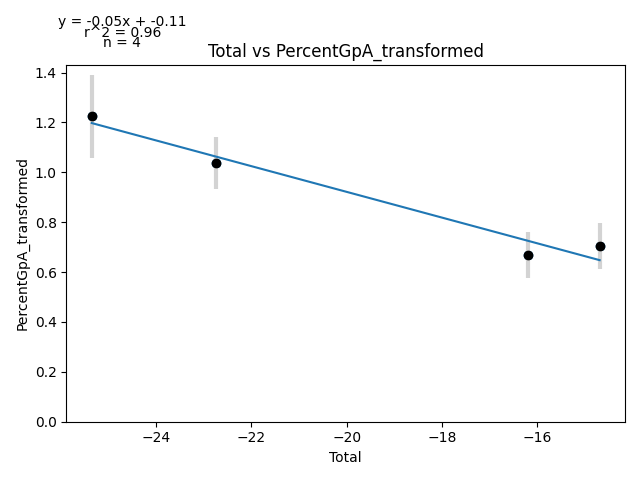 y = -0.05x + -0.11
r^2 = 0.96
n = 4
Total vs PercentGpA_transformed
1.4
1.2
1.0
0.8
0.6
0.4
0.2
0.0
PercentGpA_transformed
−24 −22 −20 −18 −16
Total